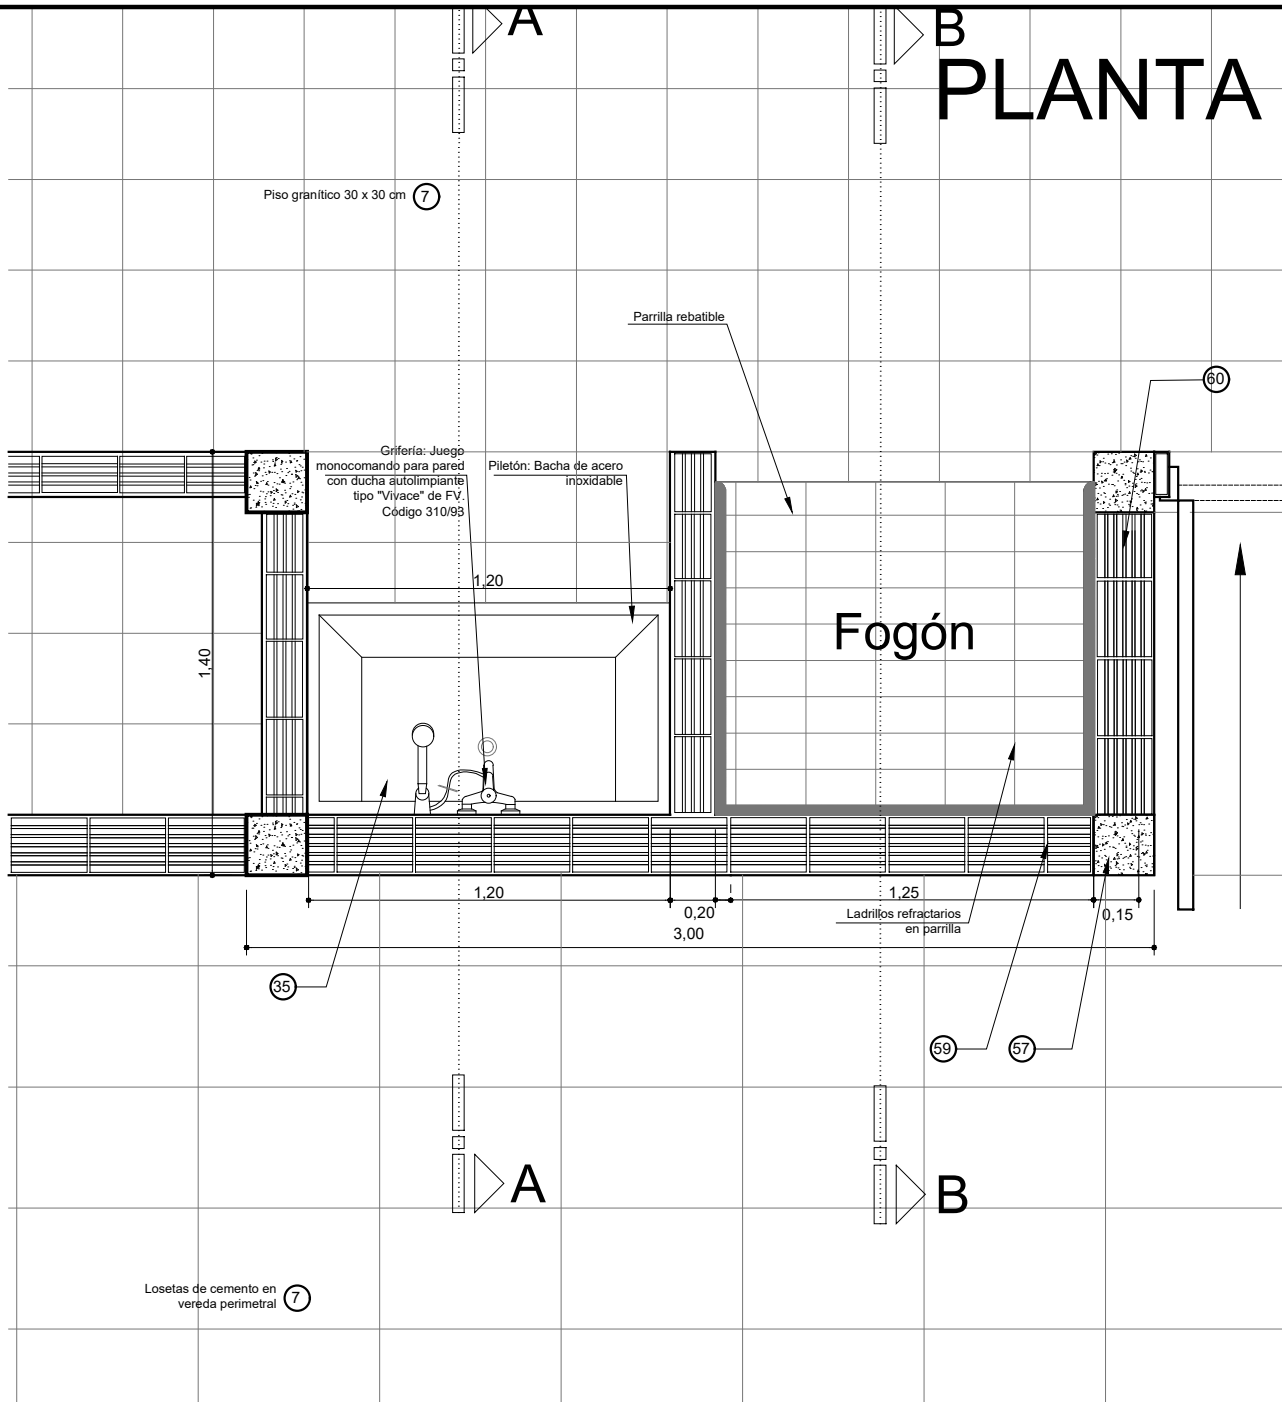 A
B
PLANTA
Piso granítico 30 x 30 cm
7
Parrilla rebatible
60
Grifería: Juego
monocomando para pared
con ducha autolimpiante
tipo "Vivace" de FV.
Código 310/93
Piletón: Bacha de acero
inoxidable
1,20
Fogón
1,40
1,20
0,20
1,25
0,15
Ladrillos refractarios
en parrilla
3,00
35
59
57
A
B
Losetas de cemento en
vereda perimetral
7